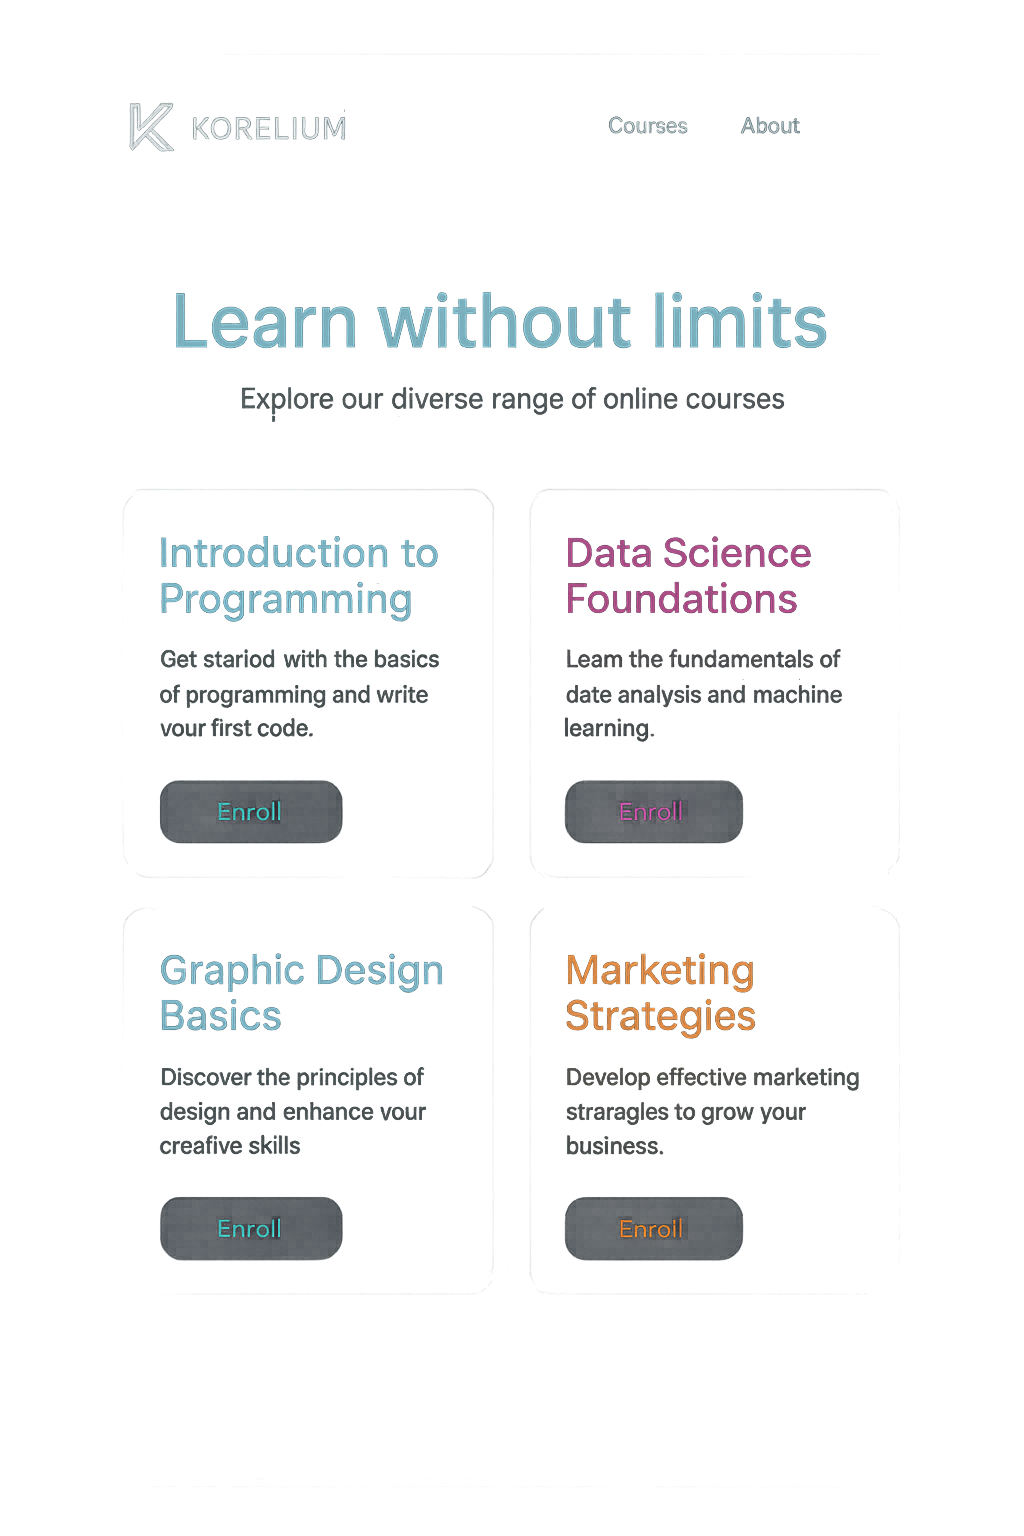 KORELIUM
Courses About
Learn without limits
Explore our diverse range of online courses
Introduction to
Programming
Get stariod with the basics
of programming and write
vour first code.
Enroll
Data Science
Foundations
Leam the fundamentals of
date analysis and machine
learning.
Enroll
Graphic Design
Basics
Discover the principles of
design and enhance vour
creafive skills
Enroll
Marketing
Strategies
Develop effective marketing
straragles to grow your
business.
Enroil